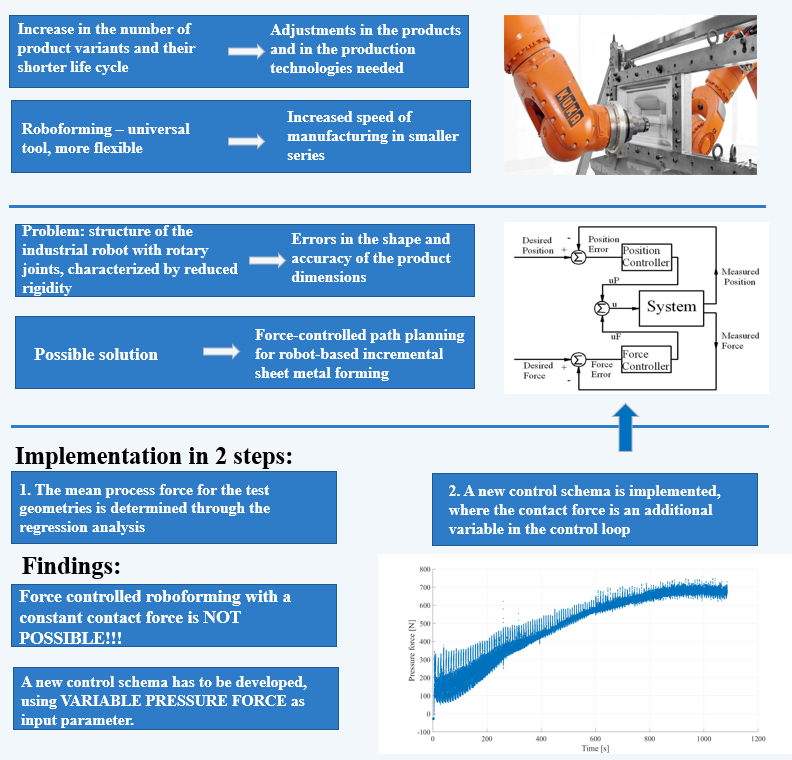 Increase in the number of
product variants and their
shorter life cycle
Adjustments in the products
and in the production
technologies needed
Roboforming – universal
tool, more flexible
Increased speed of
manufacturing in smaller
series
KUKA
Problem: structure of the
industrial robot with rotary
joints, characterized by reduced
rigidity
Errors in the shape and
accuracy of the product
dimensions
Possible solution
Force-controlled path planning
for robot-based incremental
sheet metal forming
Desired
Position
+
-
Σ
Position
Error
Position
Controller
Measured
Position
uP
Σ
u
System
uF
Measured
Force
Desired
Force
+
-
Σ
Force
Error
Force
Controller
Implementation in 2 steps:
1. The mean process force for the test
geometries is determined through the
regression analysis
2. A new control schema is implemented,
where the contact force is an additional
variable in the control loop
Findings:
Force controlled roboforming with a
constant contact force is NOT
POSSIBLE!!!
A new control schema has to be developed,
using VARIABLE PRESSURE FORCE as
input parameter.
Pressure force [N]
800
700
600
500
400
300
200
100
0
-100
0
200
400
600
800
1000
1200
Time [s]